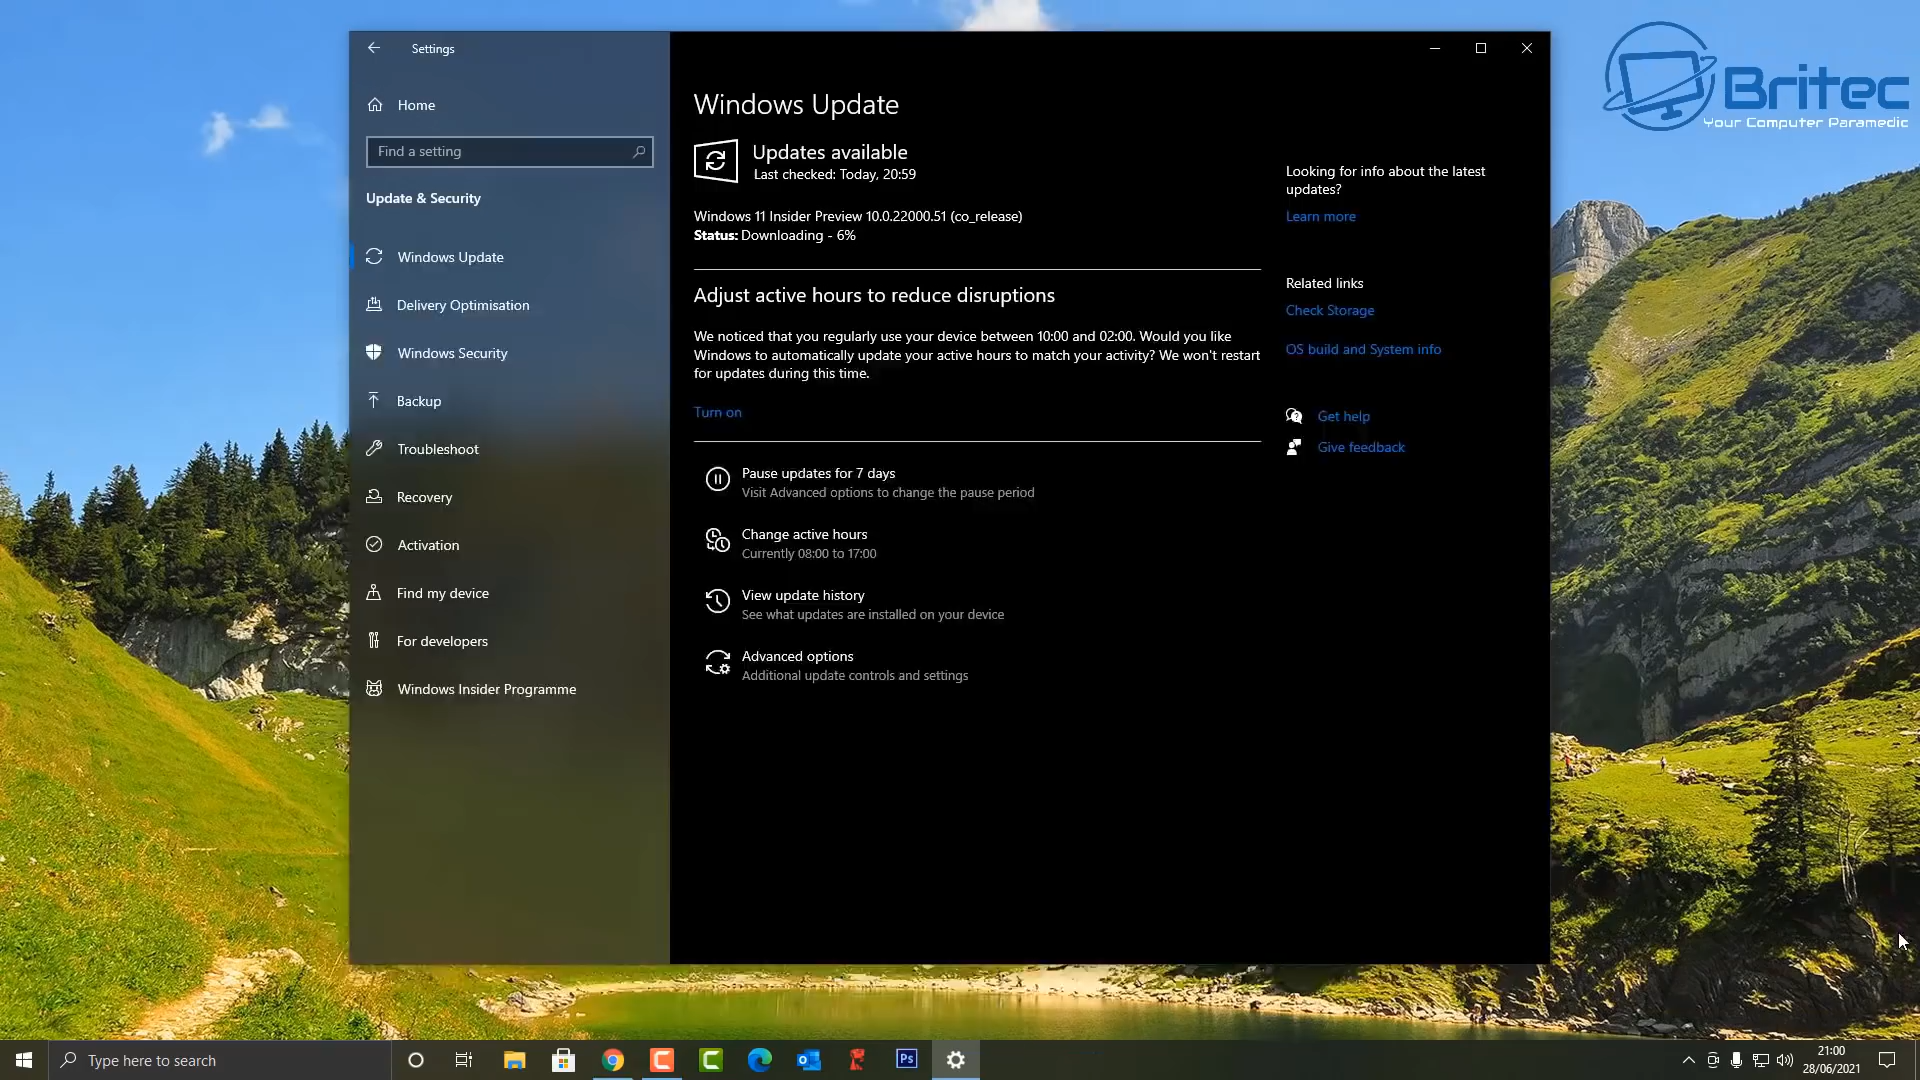 Settings
Home
Find a setting
Update & Security
Windows Update
Delivery Optimisation
Windows Security
Backup
Troubleshoot
Recovery
Activation
Find my device
For developers
Windows Insider Programme
Windows Update
Updates available
Last checked: Today, 20:59
Windows 11 Insider Preview 10.0.22000.51 (co_release)
Status: Downloading - 6%
Adjust active hours to reduce disruptions
We noticed that you regularly use your device between 10:00 and 02:00. Would you like
Windows to automatically update your active hours to match your activity? We won't restart
for updates during this time.
Turn on
Pause updates for 7 days
Visit Advanced options to change the pause period
Change active hours
Currently 08:00 to 17:00
View update history
See what updates are installed on your device
Advanced options
Additional update controls and settings
Looking for info about the latest
updates?
Learn more
Related links
Check Storage
OS build and System info
Get help
Give feedback
Britec
Your Computer Paramedic
Type here to search
Ps
21:00
28/06/2021